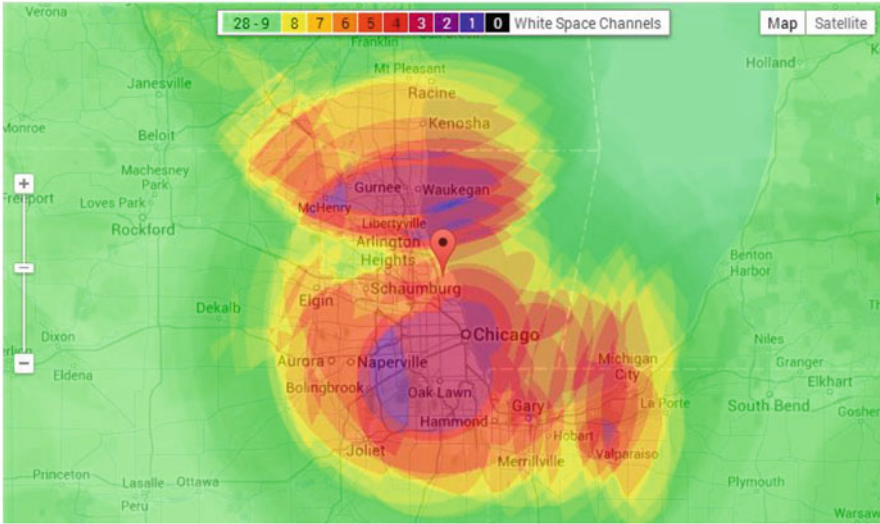 Verona
28 - 9 8 7 6 5 4 3 2 1 0 White Space Channels
Map Satellite
Franklin
Mt Pleasant
Holland
Janesville
Racine
Monroe
Kenosha
Beloit
Machesney
Park
Freeport
Loves Park
Gurnee
Waukegan
McHenry
Rockford
Libertyville
Arlington
Heights
Benton
Harbor
Schaumburg
Elgin
Dekalb
Chicago
Dixon
Niles
Aurora
Naperville
Michigan
City
Granger
Eldena
Bolingbrook
Oak Lawn
Elkhart
La Porte
South Bend
Gary
Goshen
Hammond
Hobart
Joliet
Merrillville
Valparaiso
Princeton
Lasalle
Ottawa
Plymouth
Peru
Warsaw